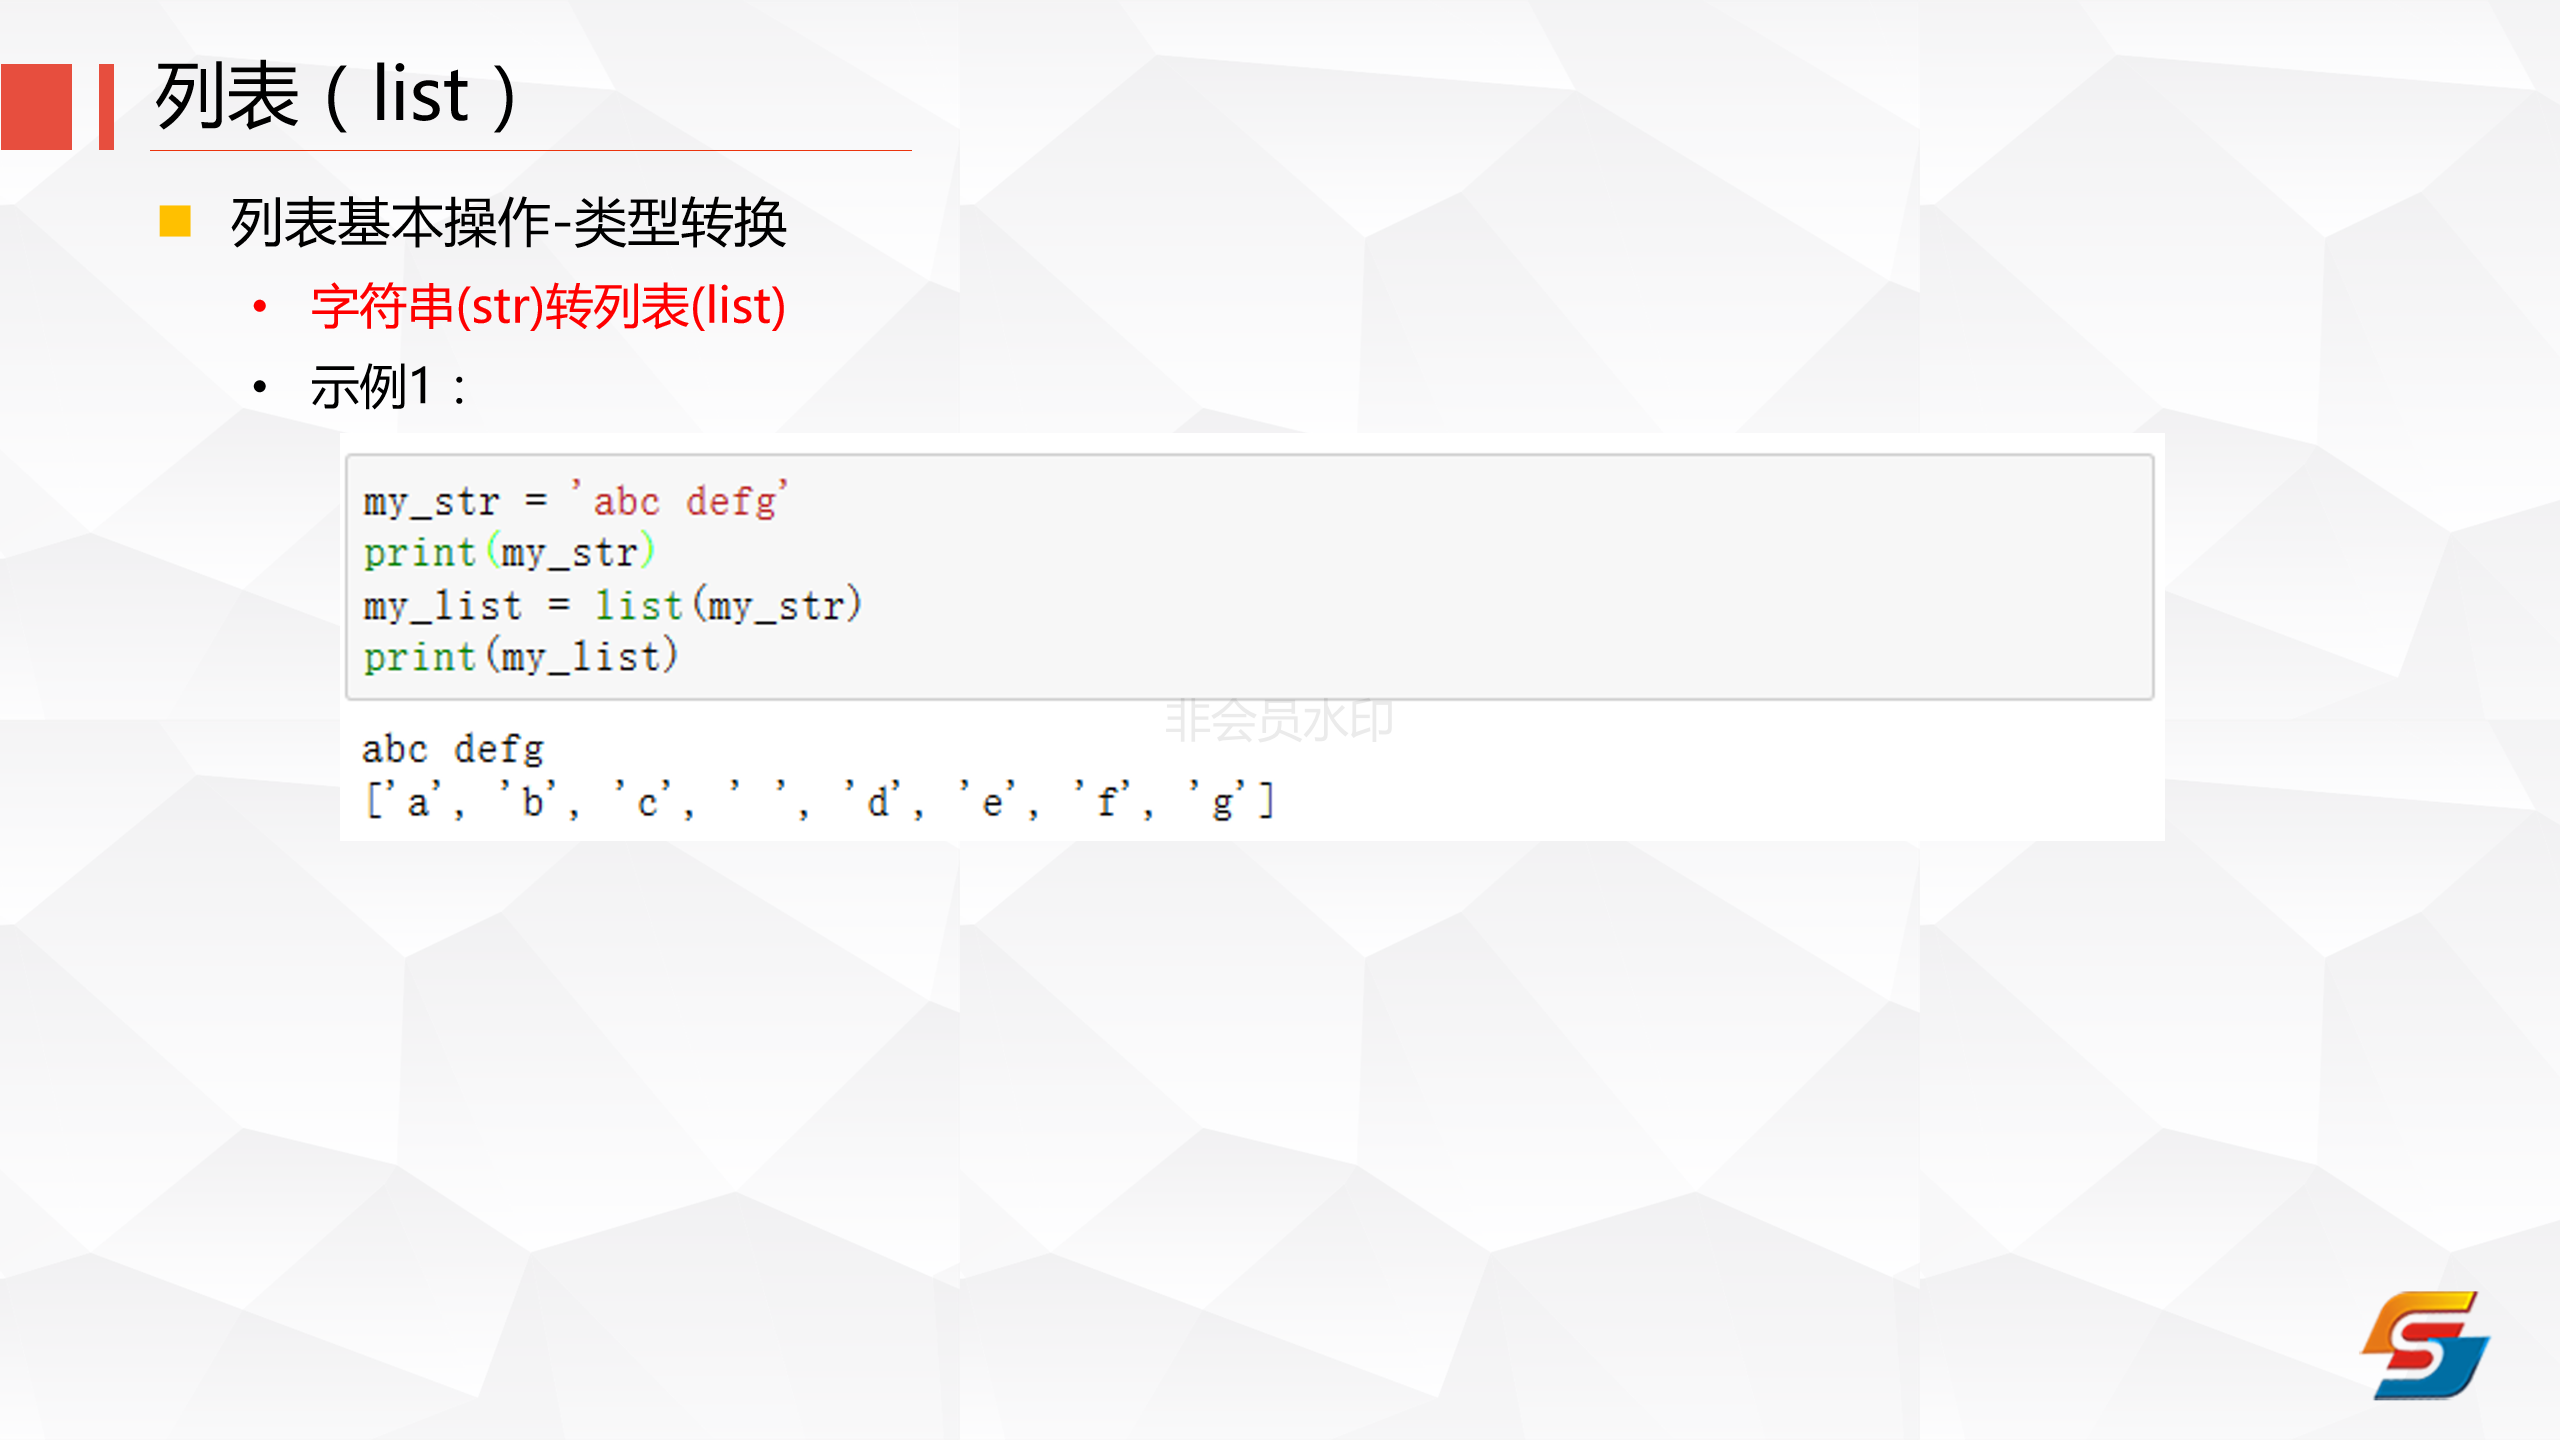 列表（list）
列表基本操作-类型转换
• 字符串(str)转列表(list)
• 示例1：
my_str = 'abc defg'
print(my_str)
my_list = list(my_str)
print(my_list)
非会员水印
abc defg
['a', 'b', 'c', ' ', 'd', 'e', 'f', 'g']